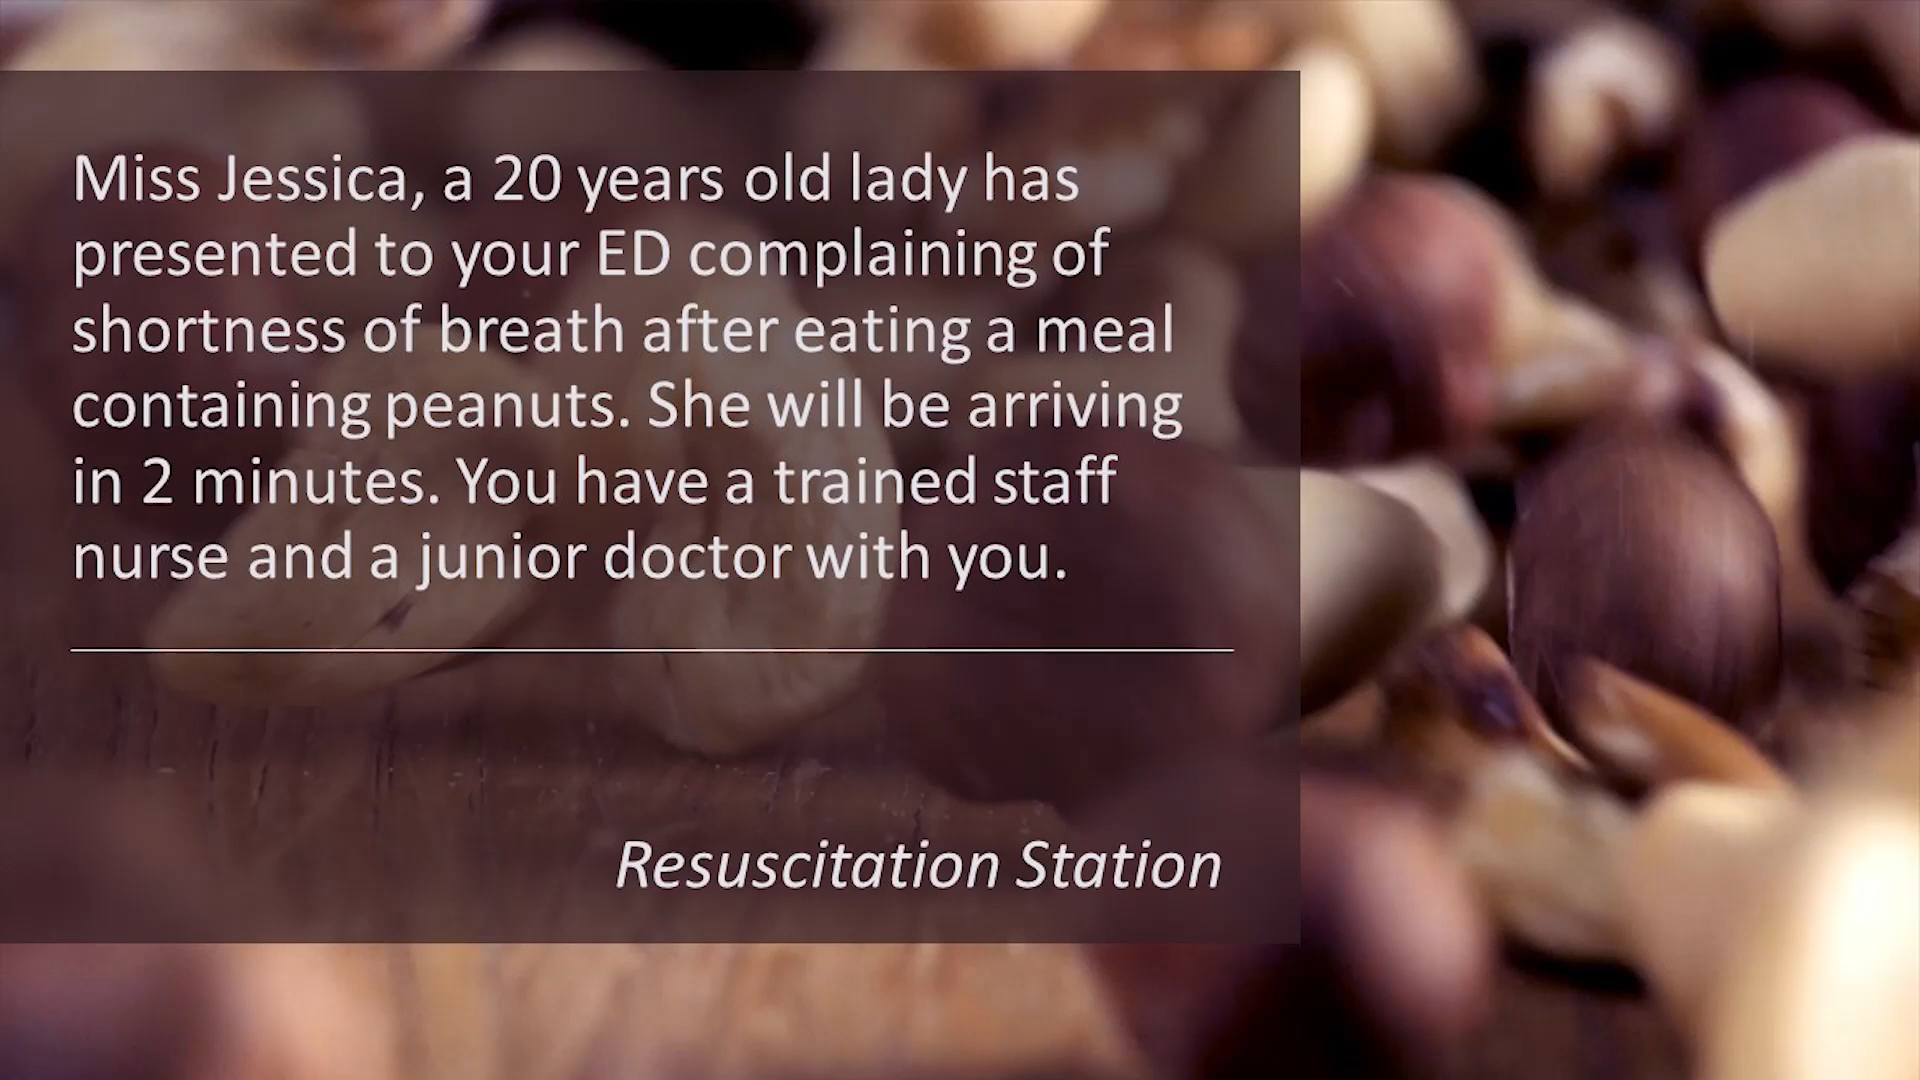 Miss Jessica, a 20 years old lady has
presented to your ED complaining of
shortness of breath after eating a meal
containing peanuts. She will be arriving
in 2 minutes. You have a trained staff
nurse and a junior doctor with you.
Resuscitation Station